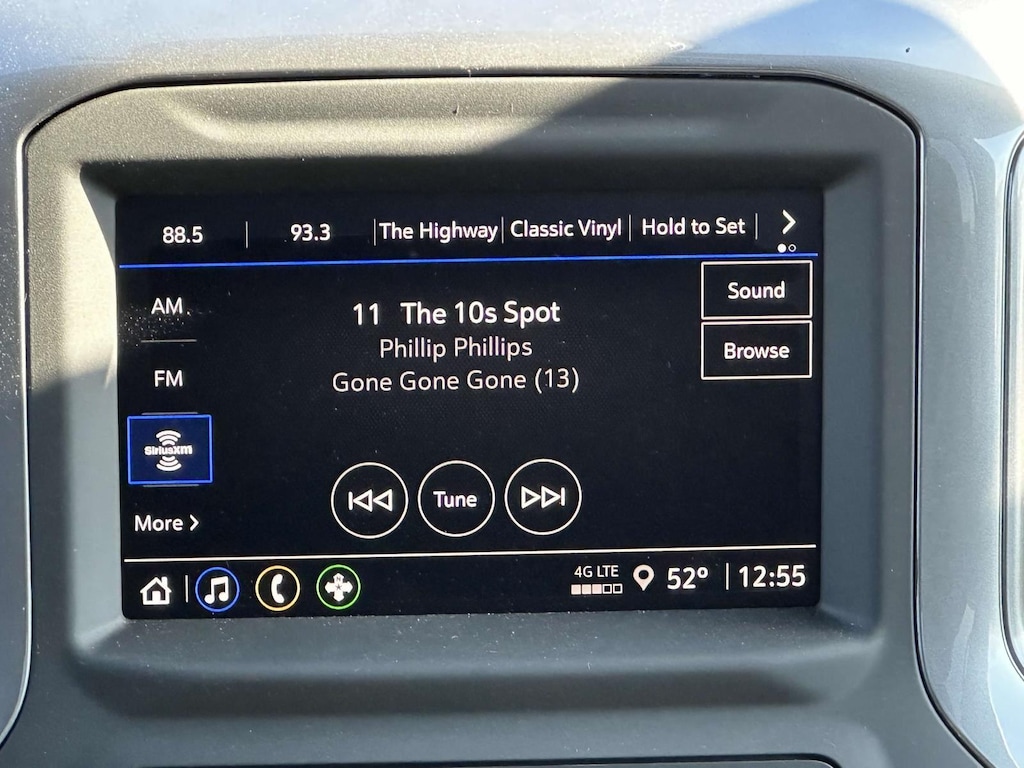 88.5 93.3 The Highway Classic Vinyl Hold to Set
AM
FM
SiriusXM
More
11 The 10s Spot
Phillip Phillips
Gone Gone Gone (13)
Sound
Browse
Tune
4G LTE
52° 12:55